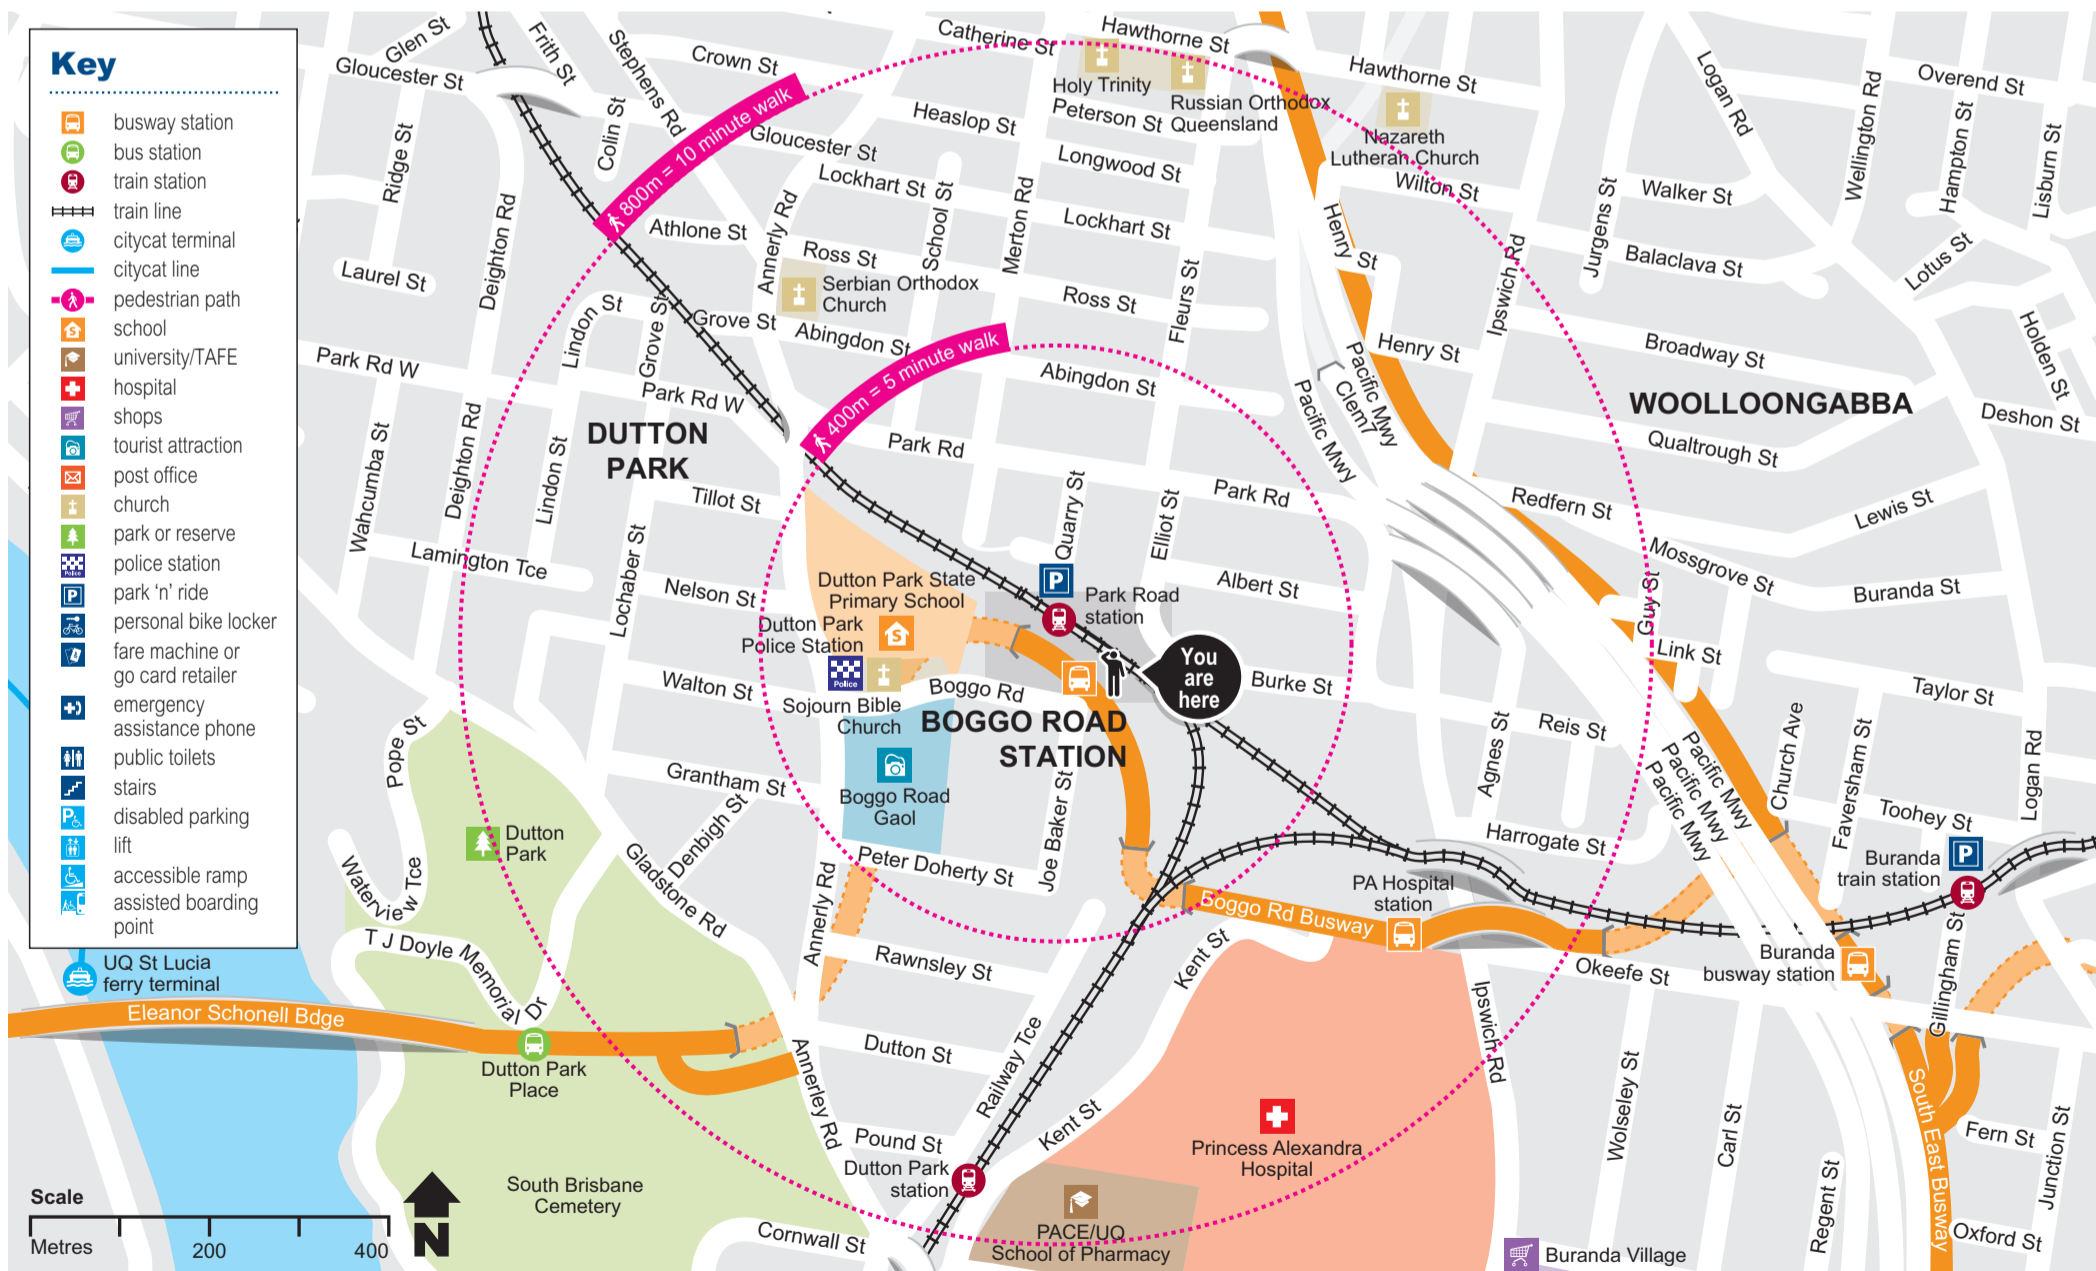 Key
busway station
bus station
train station
train line
citycat terminal
citycat line
pedestrian path
school
university/TAFE
hospital
shops
tourist attraction
post office
church
park or reserve
police station
park 'n' ride
personal bike locker
fare machine or
go card retailer
emergency
assistance phone
public toilets
stairs
disabled parking
lift
accessible ramp
assisted boarding
point
Scale
Metres
200
400
N
Glen St
Gloucester St
Frith St
Stephens Rd
Crown St
Catherine St
Hawthorne St
Hawthorne St
Logan Rd
Wellington Rd
Overend St
Hampton St
Lisburn St
Ridge St
Colin St
800m = 10 minute walk
Gloucester St
Heaslop St
Holy Trinity
Peterson St
Russian Orthodox
Queensland
Nazareth
Lutheran Church
Wilton St
Longwood St
Lockhart St
School St
Merton Rd
Lockhart St
Walker St
Jurgens St
Balaclava St
Lotus St
Deighton Rd
Athlone St
Annerly Rd
Ross St
Henry St
Ipswich Rd
Laurel St
Serbian Orthodox
Church
Ross St
Fleurs St
Lindon St
Grove St
Grove St
Abingdon St
400m = 5 minute walk
Abingdon St
Henry St
Broadway St
Holden St
Park Rd W
Park Rd W
Pacific Mwy
Clem7
Pacific Mwy
WOOLLOONGABBA
Deshon St
DUTTON
PARK
Park Rd
Park Rd
Qualtrough St
Wahcumba St
Deighton Rd
Lindon St
Tillot St
Quarry St
Elliot St
Redfern St
Lewis St
Lamington Tce
Lochaber St
Nelson St
Dutton Park State
Primary School
Park Road
station
Albert St
Mossgrove St
Buranda St
Guy St
Dutton Park
Police Station
Police
Link St
You
are
here
Walton St
Sojourn Bible
Church
Boggo Rd
Burke St
Taylor St
BOGGO ROAD
STATION
Reis St
Agnes St
Pope St
Grantham St
Boggo Road
Gaol
Joe Baker St
Pacific Mwy
Pacific Mwy
Pacific Mwy
Church Ave
Faversham St
Logan Rd
Toohey St
Dutton
Park
Denbigh St
Gladstone Rd
Peter Doherty St
Harrogate St
Buranda
train station
Waterview Tce
Annerly Rd
PA Hospital
station
Boggo Rd Busway
T J Doyle Memorial Dr
Rawnsley St
Kent St
Okeefe St
Buranda
busway station
Gillingham St
UQ St Lucia
ferry terminal
Eleanor Schonell Bdge
Dutton Park
Place
Dutton St
Railway Tce
Ipswich Rd
Annerley Rd
Kent St
Wolseley St
Carl St
South East Busway
Fern St
Junction St
Pound St
Dutton Park
station
Princess Alexandra
Hospital
South Brisbane
Cemetery
PACE/UQ
School of Pharmacy
Cornwall St
Regent St
Oxford St
Buranda Village